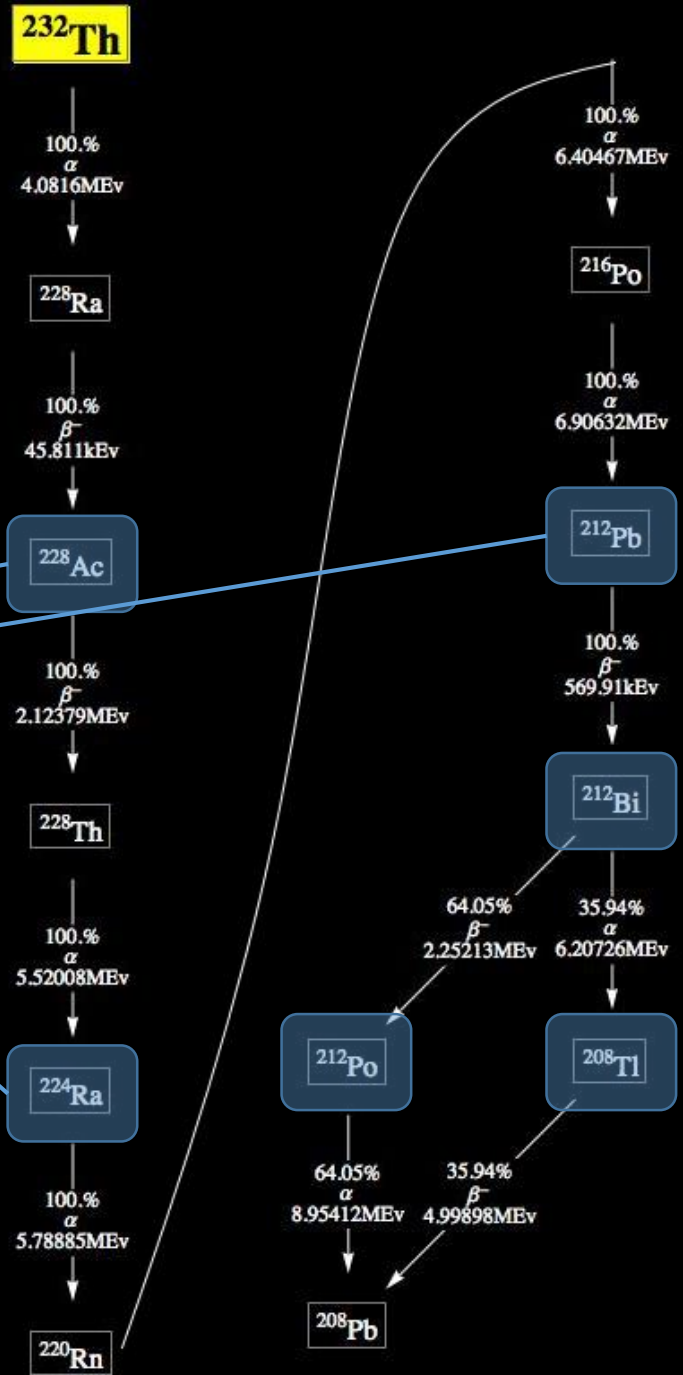 ²³²Th
100.%
α
4.0816MEv
²²⁸Ra
100.%
β⁻
45.811kEv
²²⁸Ac
100.%
β⁻
2.12379MEv
²²⁸Th
100.%
α
5.52008MEv
²²⁴Ra
100.%
α
5.78885MEv
²²⁰Rn
100.%
α
6.40467MEv
²¹⁶Po
100.%
α
6.90632MEv
²¹²Pb
100.%
β⁻
569.91kEv
²¹²Bi
64.05%
β⁻
2.25213MEv
35.94%
α
6.20726MEv
²¹²Po
²⁰⁸Tl
64.05%
α
8.95412MEv
35.94%
β⁻
4.99898MEv
²⁰⁸Pb